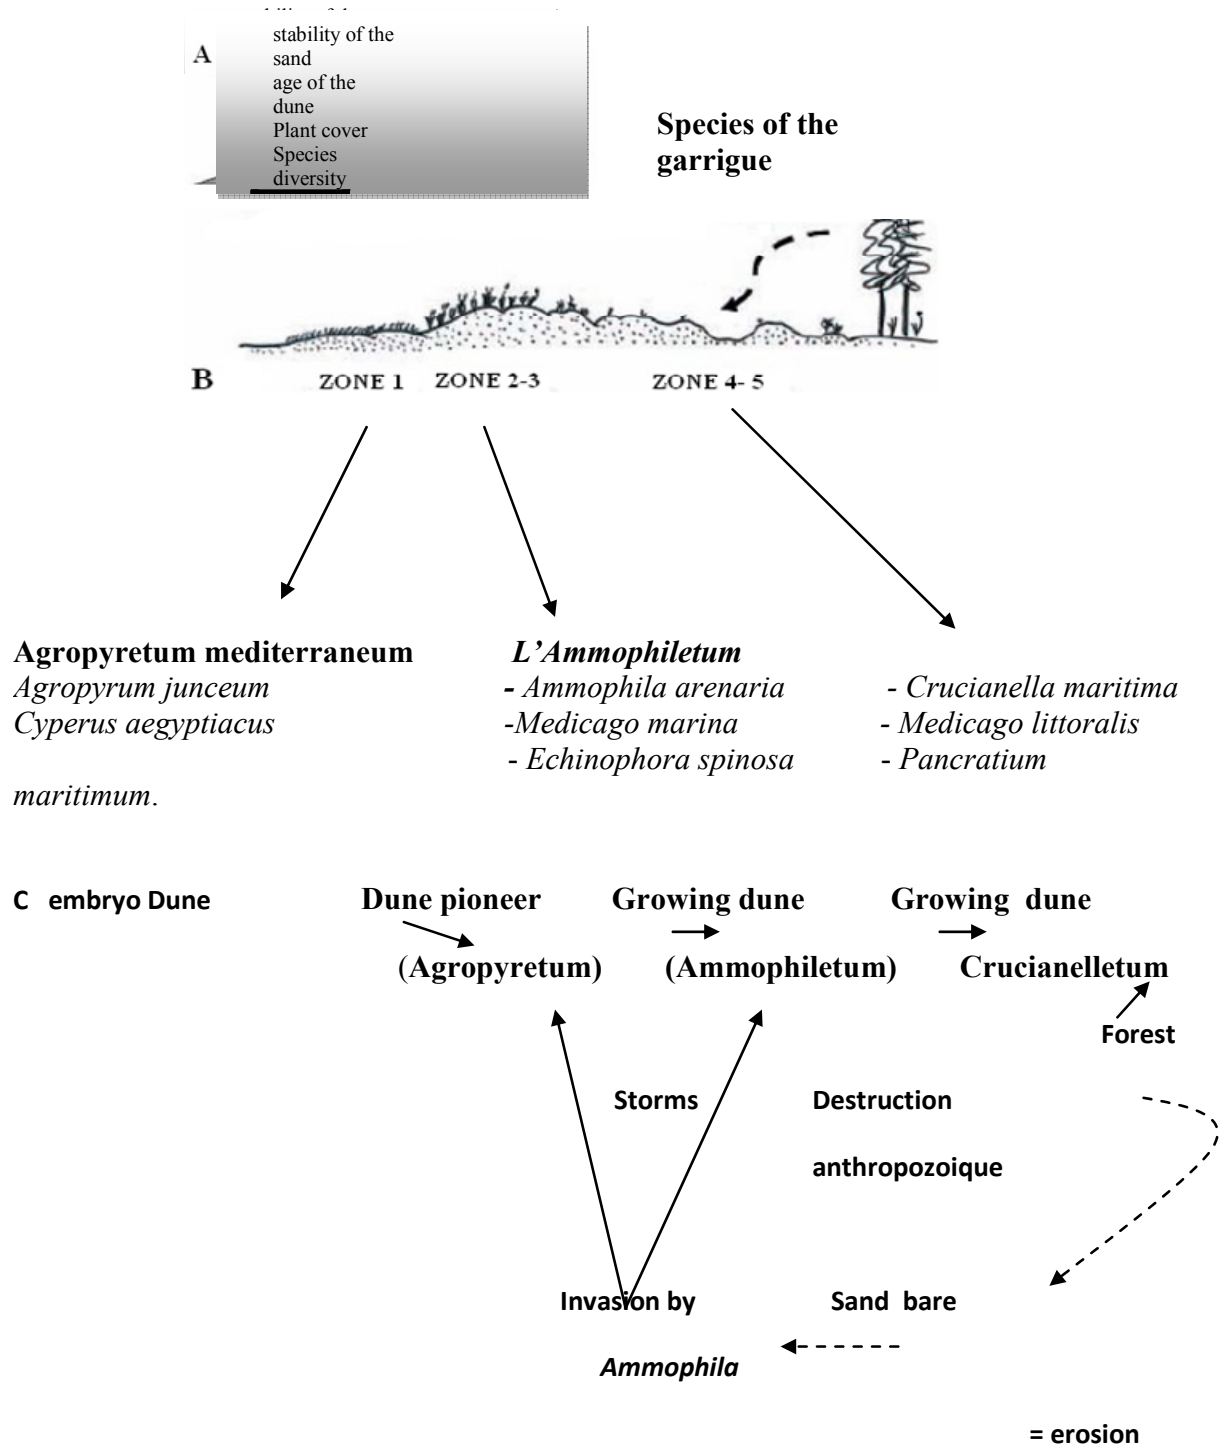 A
stability of the
sand
age of the
dune
Plant cover
Species
diversity
Species of the
garrigue
B
ZONE 1 ZONE 2-3 ZONE 4- 5
Agropyretum mediterraneum L’Ammophiletum
Agropyrum junceum - Ammophila arenaria - Crucianella maritima
Cyperus aegyptiacus -Medicago marina - Medicago littoralis
- Echinophora spinosa - Pancratium
maritimum.
C embryo Dune Dune pioneer Growing dune Growing dune
(Agropyretum) (Ammophiletum) Crucianelletum
Forest
Storms Destruction
anthropozoique
Invasion by Sand bare
Ammophila
= erosion